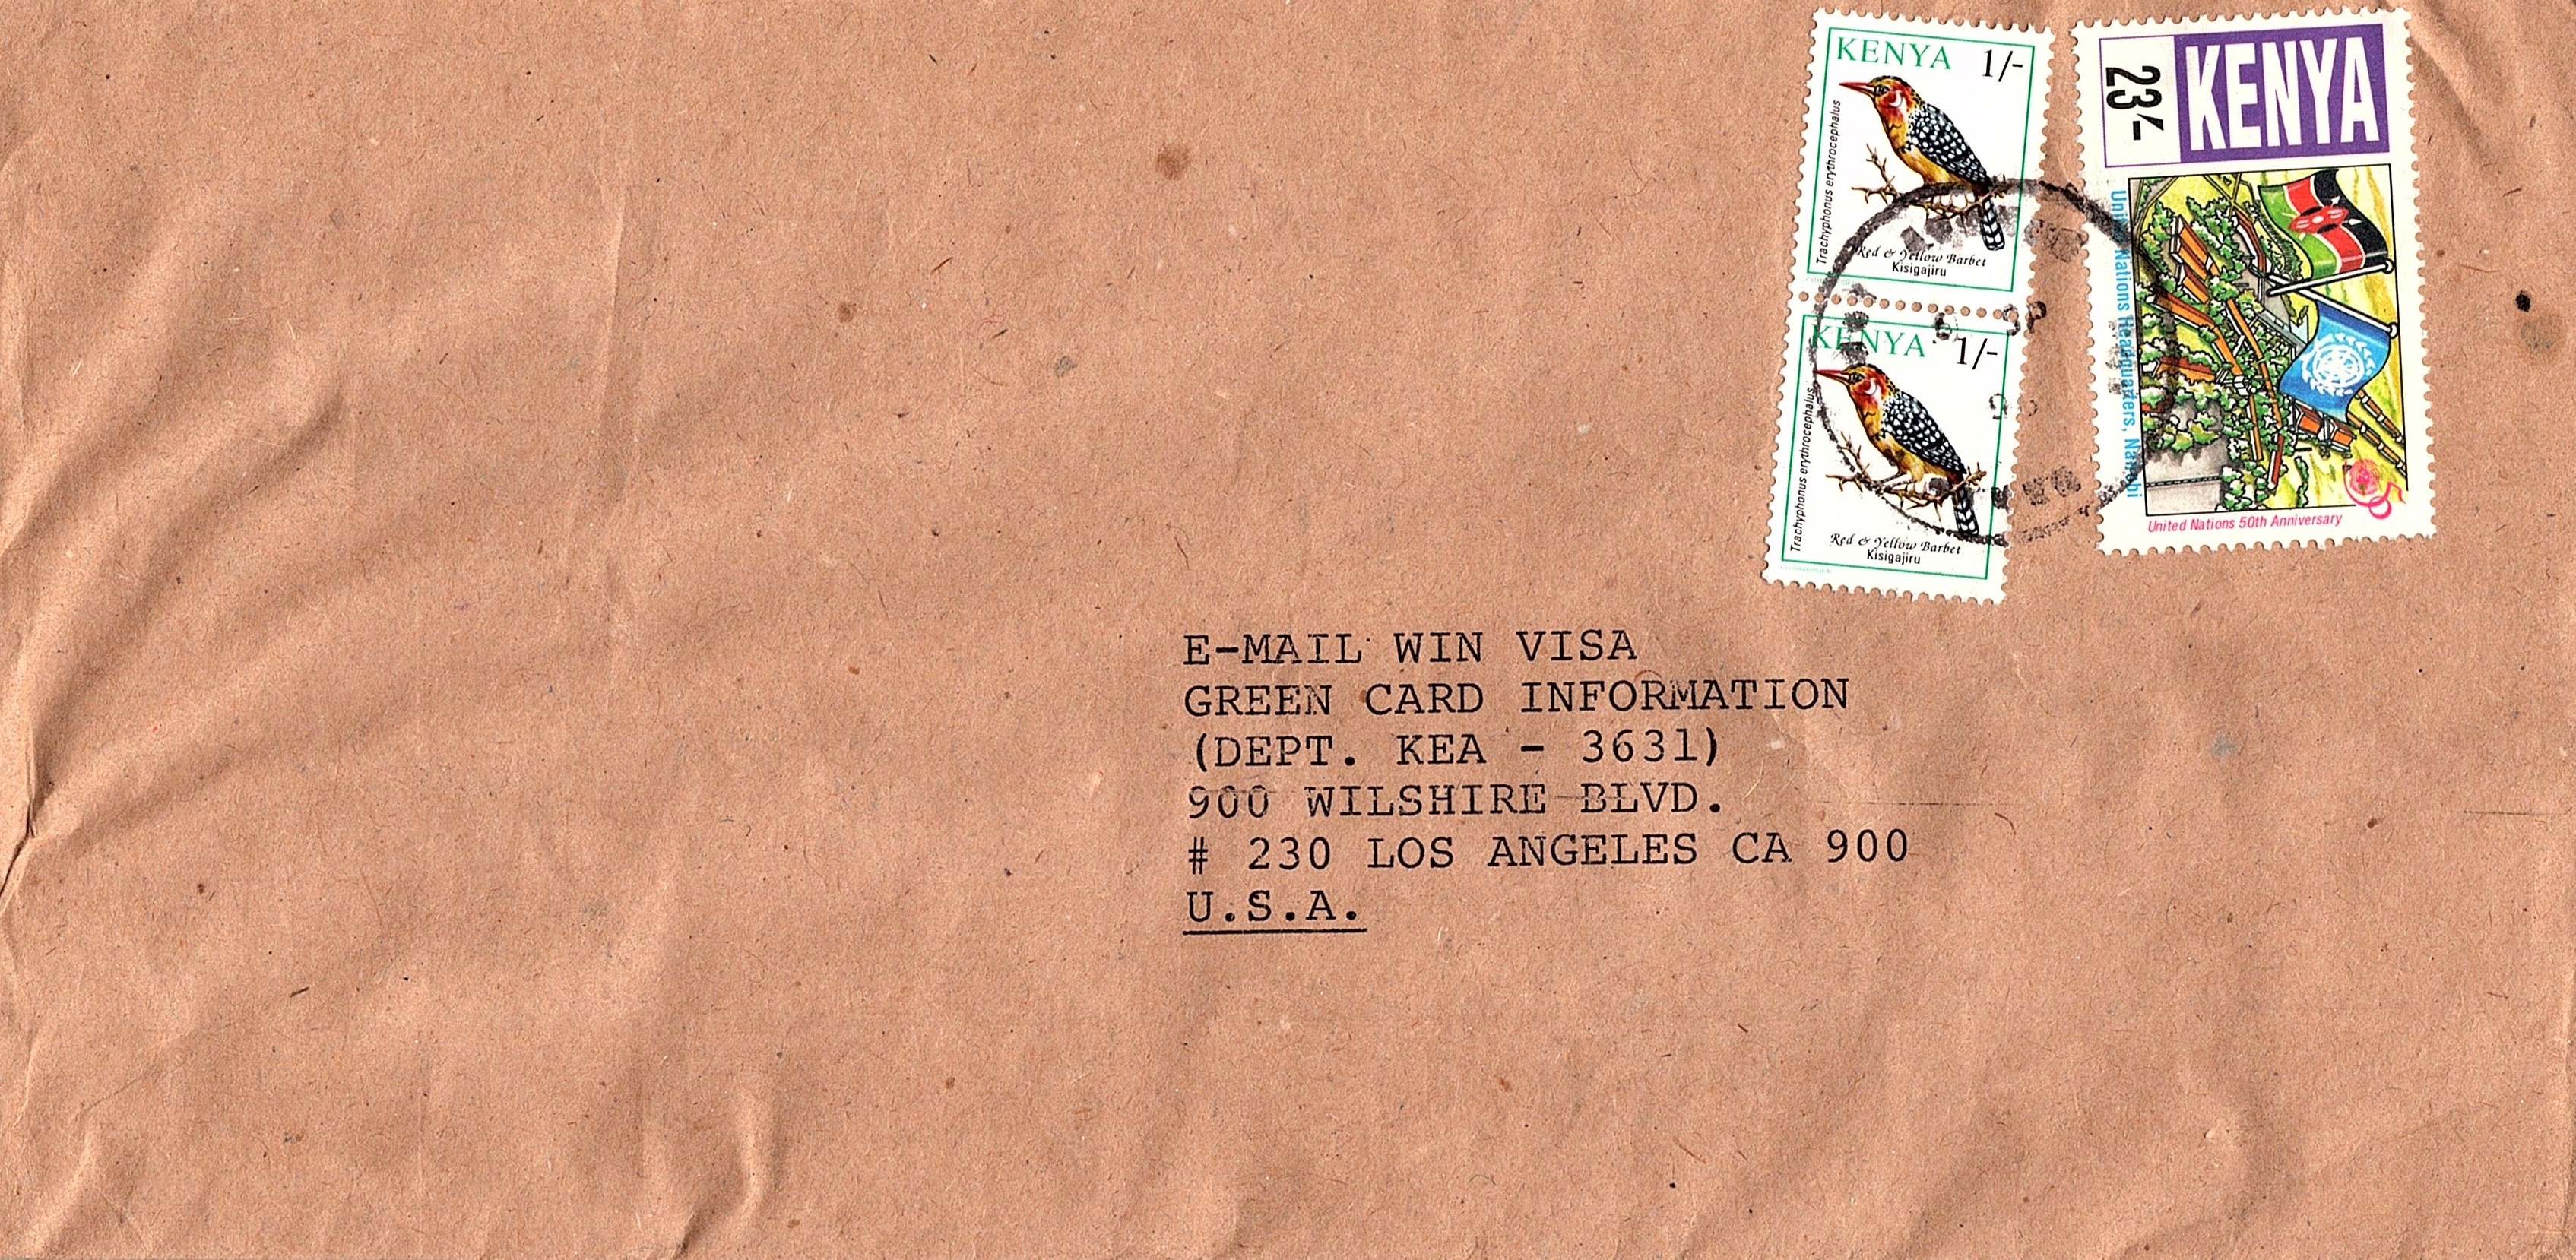 KENYA 1/-
Trachyphonus erythrocephalus
Red & Yellow Barbet
Kisigajiru
KENYA 1/-
Trachyphonus erythrocephalus
Red & Yellow Barbet
Kisigajiru
23/- KENYA
United Nations Headquarters, Nairobi
United Nations 50th Anniversary
E-MAIL WIN VISA
GREEN CARD INFORMATION
(DEPT. KEA - 3631)
900 WILSHIRE BLVD.
# 230 LOS ANGELES CA 900
U.S.A.